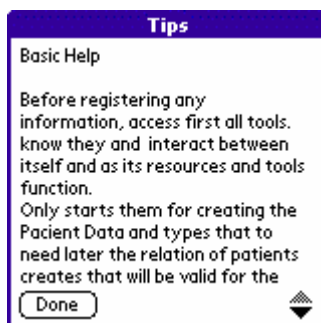 Tips
Basic Help
Before registering any
information, access first all tools.
know they and interact between
itself and as its resources and tools
function.
Only starts them for creating the
Pacient Data and types that to
need later the relation of patients
creates that will be valid for the
Done